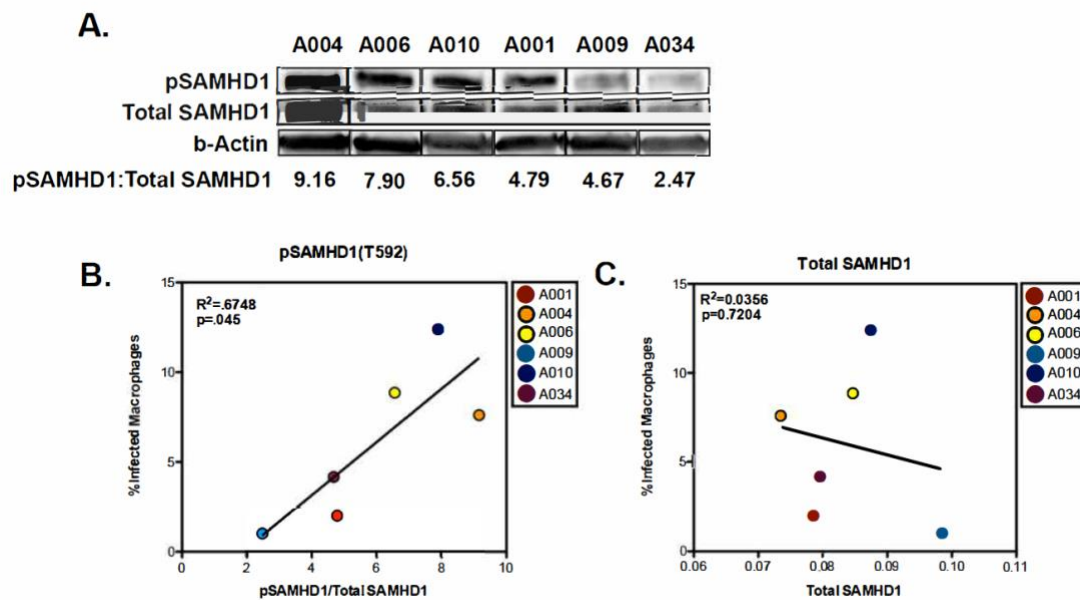 A.
A004 A006 A010 A001 A009 A034
pSAMHD1
Total SAMHD1
b-Actin
pSAMHD1:Total SAMHD1 9.16 7.90 6.56 4.79 4.67 2.47
B.
pSAMHD1(T592)
R2=.6748
p=.045
15
10
5
0
%Infected Macrophages
0 2 4 6 8 10
pSAMHD1/Total SAMHD1
A001
A004
A006
A009
A010
A034
C.
Total SAMHD1
R2=0.0356
p=0.7204
15
10
5
0
%Infected Macrophages
0.06 0.07 0.08 0.09 0.10 0.11
Total SAMHD1
A001
A004
A006
A009
A010
A034